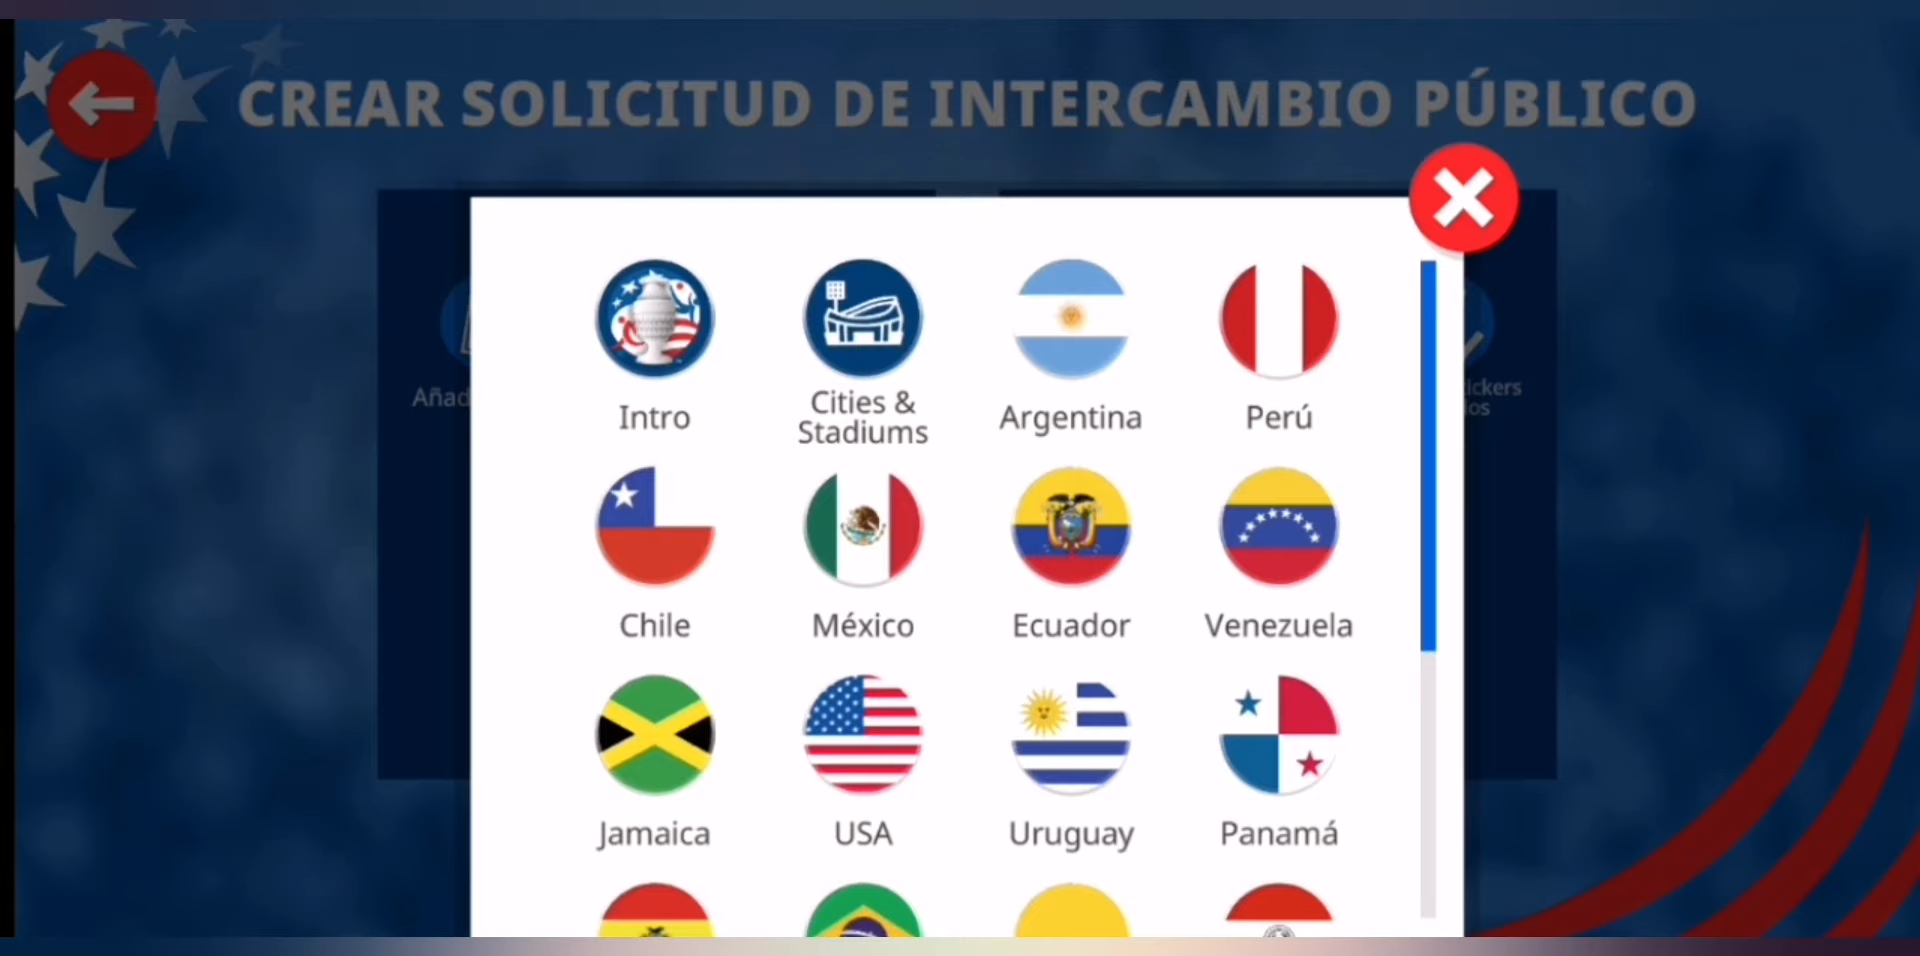 CREAR SOLICITUD DE INTERCAMBIO PÚBLICO
Intro
Cities &
Stadiums
Argentina
Perú
Chile
México
Ecuador
Venezuela
Jamaica
USA
Uruguay
Panamá